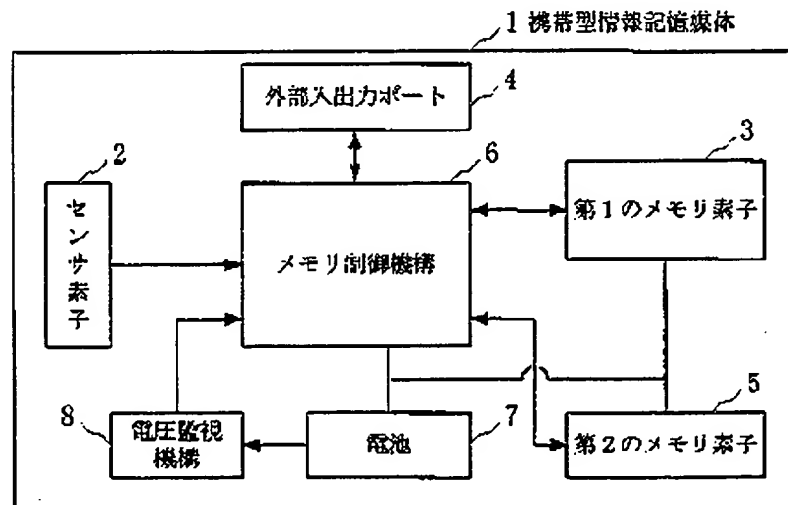 1 携帯型情報記憶媒体
外部入出力ポート
4
2
6
3
センサ素子
メモリ制御機構
第1のメモリ素子
8
電圧監視
機構
電池
7
5
第2のメモリ素子